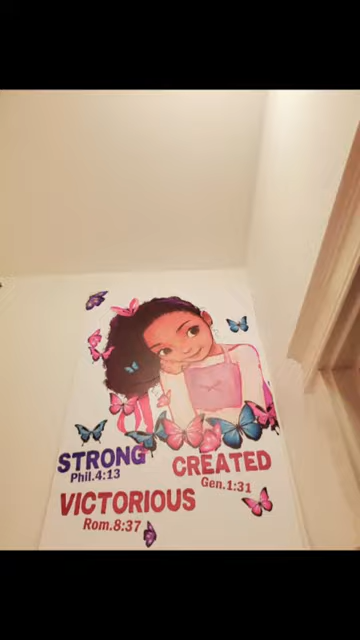 STRONG
Phil.4:13
CREATED
Gen.1:31
VICTORIOUS
Rom.8:37